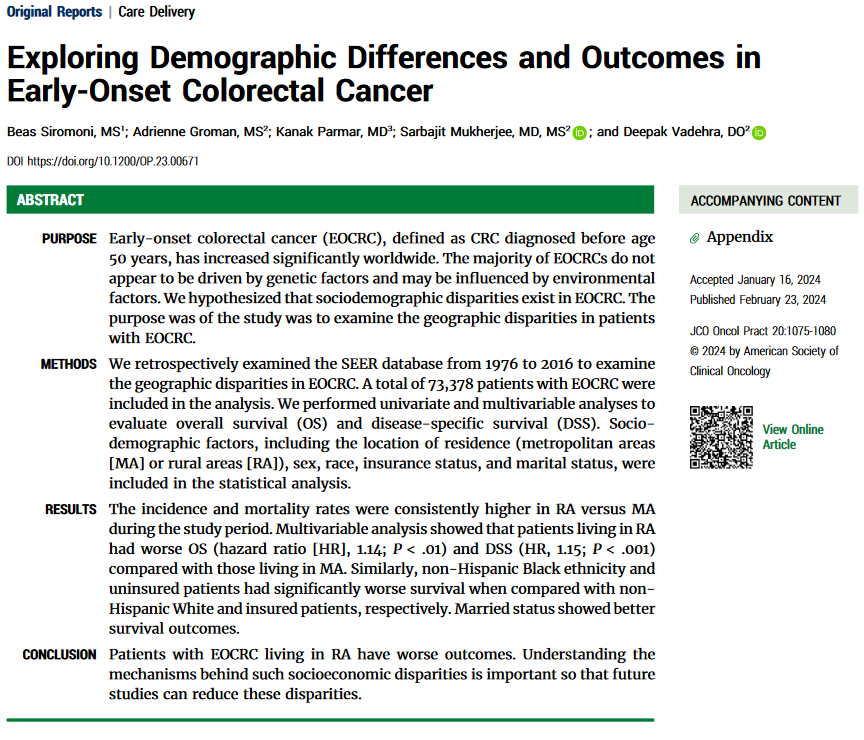 Original Reports | Care Delivery
Exploring Demographic Differences and Outcomes in
Early-Onset Colorectal Cancer
Beas Siromoni, MS1; Adrienne Groman, MS2; Kanak Parmar, MD3; Sarbajit Mukherjee, MD, MS2 iD; and Deepak Vadehra, DO2 iD
DOI https://doi.org/10.1200/OP.23.00671
ABSTRACT
PURPOSE Early-onset colorectal cancer (EOCRC), defined as CRC diagnosed before age
50 years, has increased significantly worldwide. The majority of EOCRCs do not
appear to be driven by genetic factors and may be influenced by environmental
factors. We hypothesized that sociodemographic disparities exist in EOCRC. The
purpose was of the study was to examine the geographic disparities in patients
with EOCRC.
METHODS We retrospectively examined the SEER database from 1976 to 2016 to examine
the geographic disparities in EOCRC. A total of 73,378 patients with EOCRC were
included in the analysis. We performed univariate and multivariable analyses to
evaluate overall survival (OS) and disease-specific survival (DSS). Socio-
demographic factors, including the location of residence (metropolitan areas
[MA] or rural areas [RA]), sex, race, insurance status, and marital status, were
included in the statistical analysis.
RESULTS The incidence and mortality rates were consistently higher in RA versus MA
during the study period. Multivariable analysis showed that patients living in RA
had worse OS (hazard ratio [HR], 1.14; P < .01) and DSS (HR, 1.15; P < .001)
compared with those living in MA. Similarly, non-Hispanic Black ethnicity and
uninsured patients had significantly worse survival when compared with non-
Hispanic White and insured patients, respectively. Married status showed better
survival outcomes.
CONCLUSION Patients with EOCRC living in RA have worse outcomes. Understanding the
mechanisms behind such socioeconomic disparities is important so that future
studies can reduce these disparities.
ACCOMPANYING CONTENT
Appendix
Accepted January 16, 2024
Published February 23, 2024
JCO Oncol Pract 20:1075-1080
© 2024 by American Society of
Clinical Oncology
View Online
Article